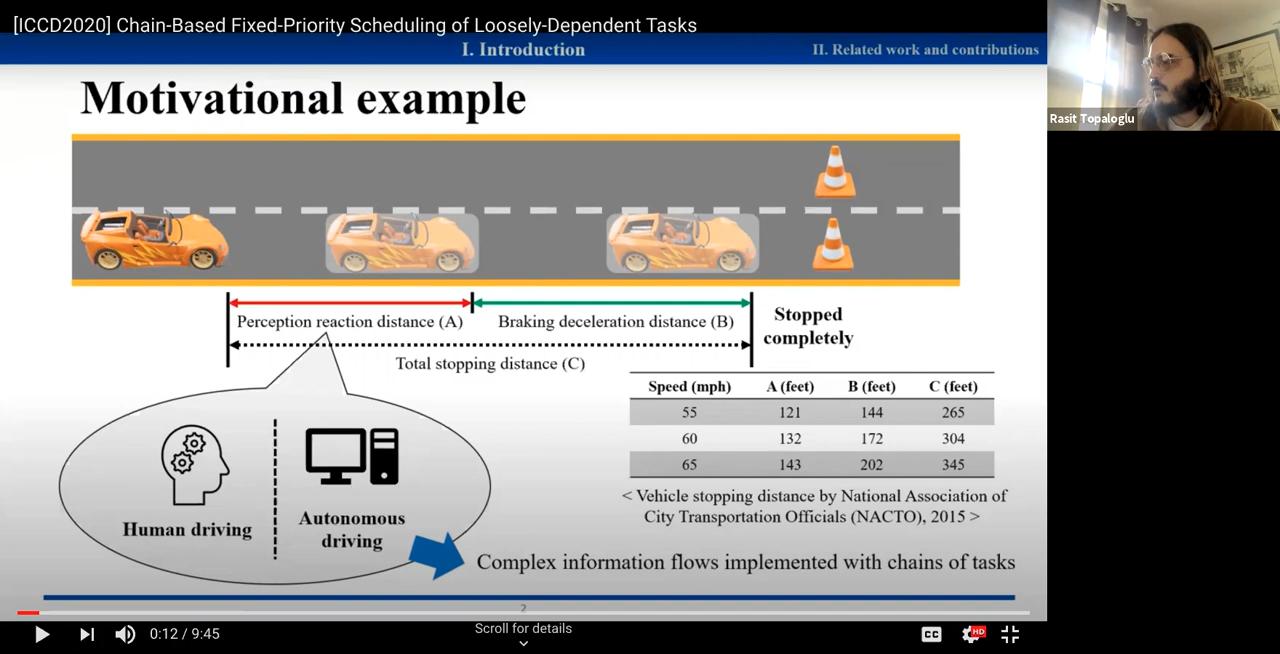 [ICCD2020] Chain-Based Fixed-Priority Scheduling of Loosely-Dependent Tasks
I. Introduction
II. Related work and contributions
Rasit Topaloglu
Motivational example
Perception reaction distance (A)
Braking deceleration distance (B)
Stopped
completely
Total stopping distance (C)
Speed (mph) A (feet) B (feet) C (feet)
55 121 144 265
60 132 172 304
65 143 202 345
< Vehicle stopping distance by National Association of
City Transportation Officials (NACTO), 2015 >
Human driving
Autonomous
driving
Complex information flows implemented with chains of tasks
2
0:12 / 9:45
Scroll for details
CC
HD